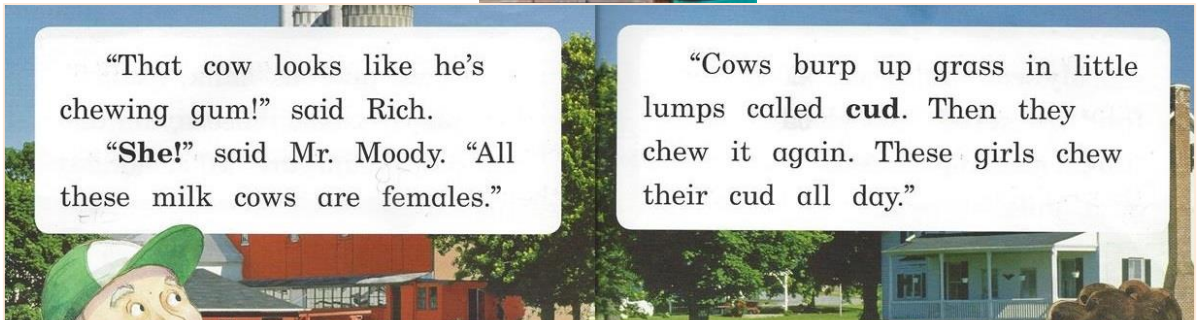 “That cow looks like he’s
chewing gum!” said Rich.
“She!” said Mr. Moody. “All
these milk cows are females.”
“Cows burp up grass in little
lumps called cud. Then they
chew it again. These girls chew
their cud all day.”